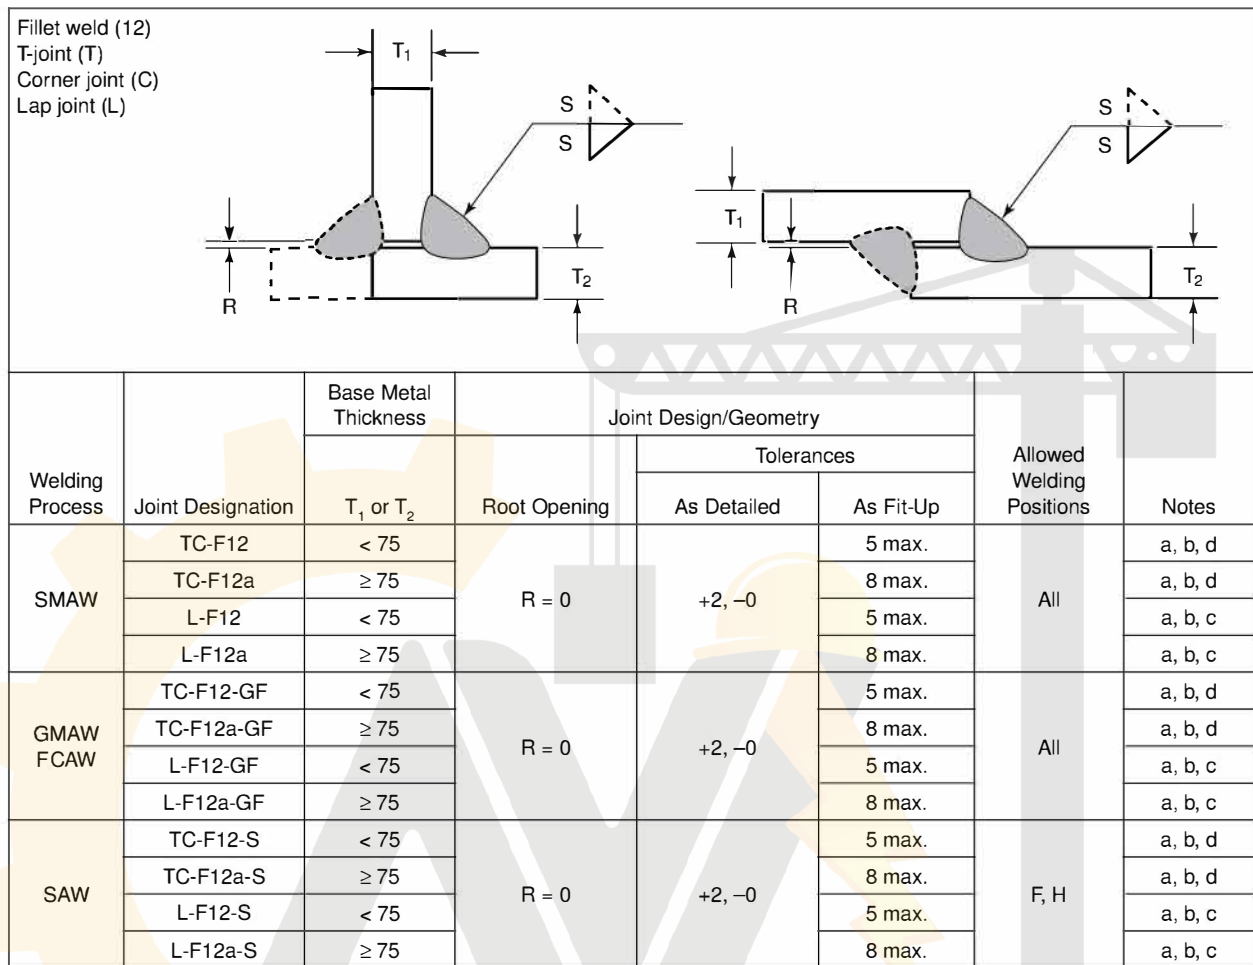 Fillet weld (12)
T-joint (T)
Corner joint (C)
Lap joint (L)
T1
S
S
R
T2
S
S
T1
R
T2
Welding Process
Joint Designation
Base Metal Thickness
T1 or T2
Joint Design/Geometry
Root Opening
Tolerances
As Detailed
As Fit-Up
Allowed Welding Positions
Notes
SMAW
TC-F12 < 75 R = 0 +2, –0 5 max. All a, b, d
TC-F12a ≥ 75 8 max. a, b, d
L-F12 < 75 5 max. a, b, c
L-F12a ≥ 75 8 max. a, b, c
GMAW
FCAW
TC-F12-GF < 75 R = 0 +2, –0 5 max. All a, b, d
TC-F12a-GF ≥ 75 8 max. a, b, d
L-F12-GF < 75 5 max. a, b, c
L-F12a-GF ≥ 75 8 max. a, b, c
SAW
TC-F12-S < 75 R = 0 +2, –0 5 max. F, H a, b, d
TC-F12a-S ≥ 75 8 max. a, b, d
L-F12-S < 75 5 max. a, b, c
L-F12a-S ≥ 75 8 max. a, b, c